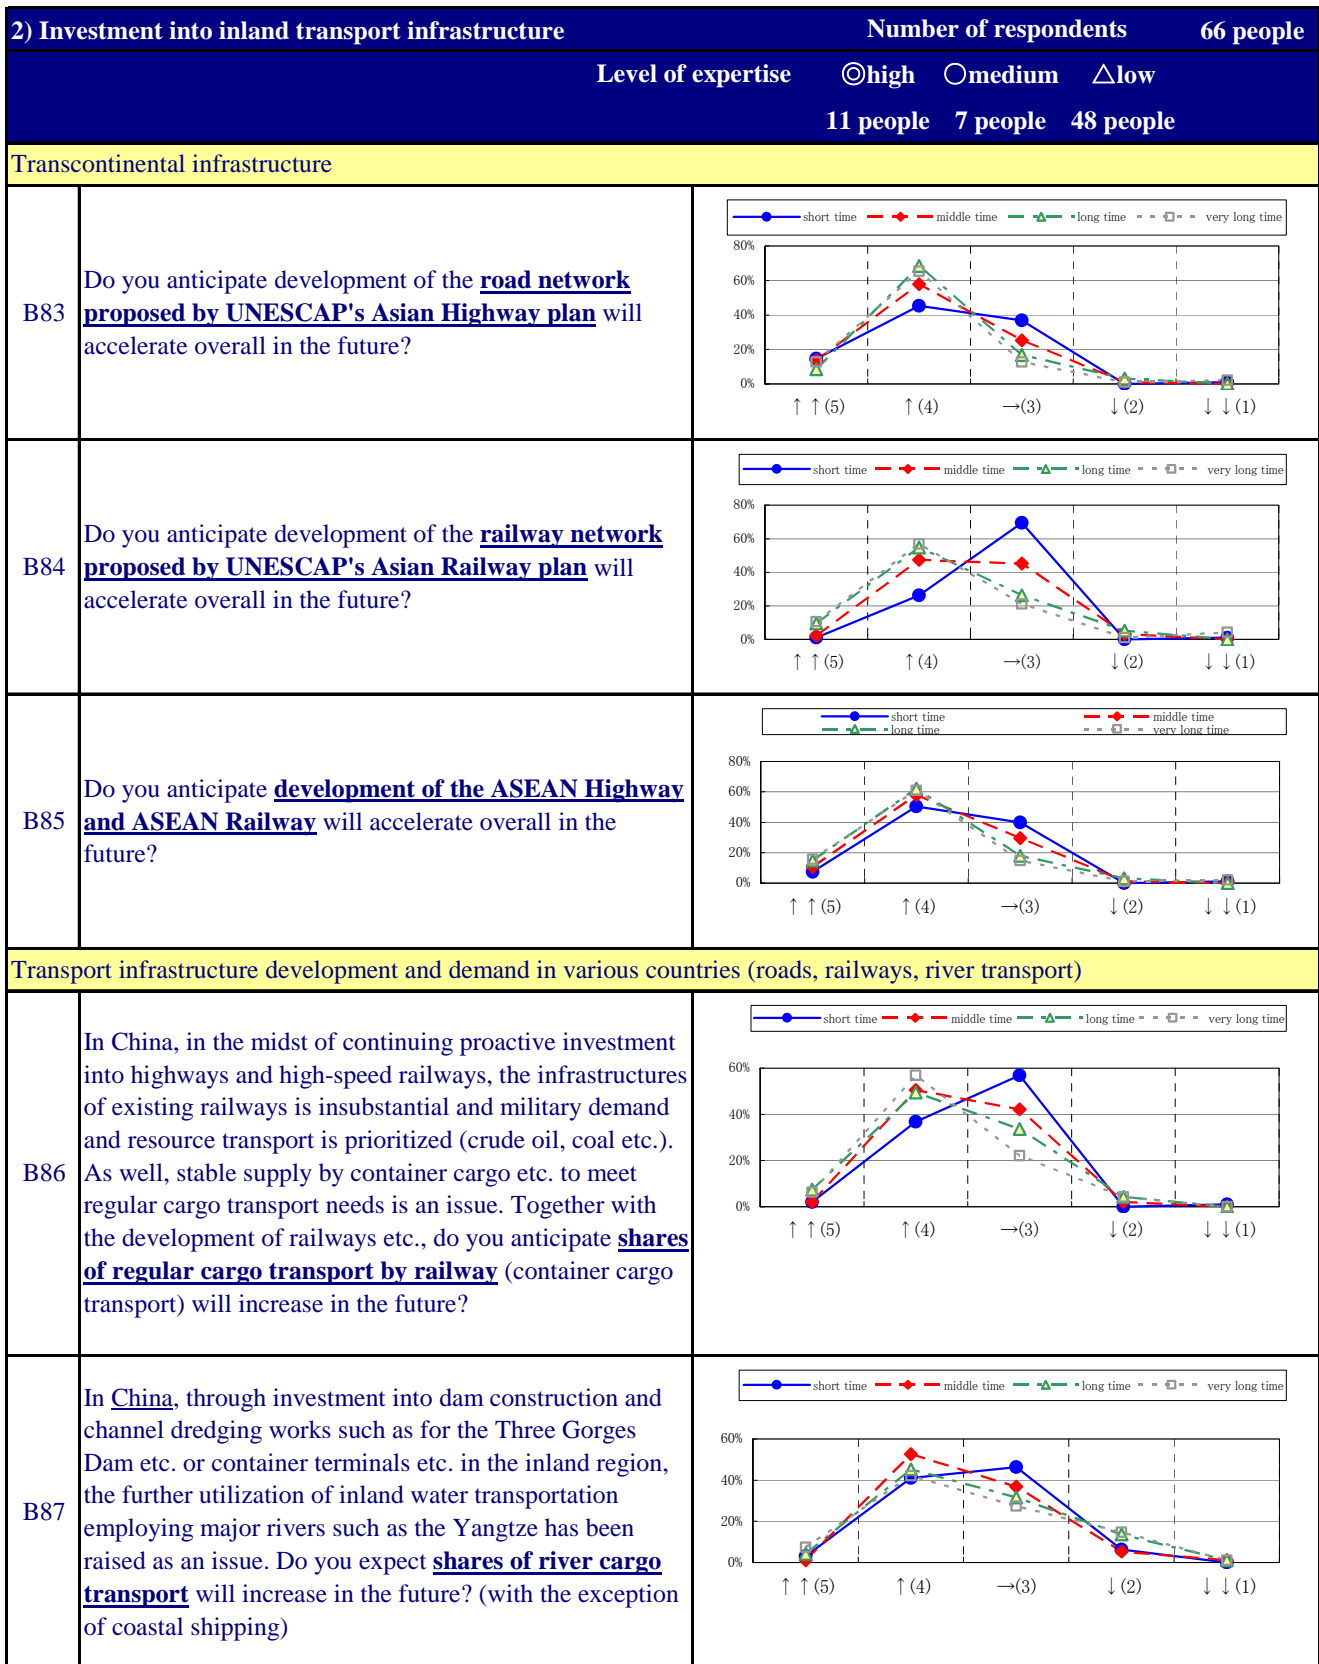 2) Investment into inland transport infrastructure Number of respondents 66 people
Level of expertise ◎high ○medium △low
11 people 7 people 48 people
Transcontinental infrastructure
B83
Do you anticipate development of the road network
proposed by UNESCAP's Asian Highway plan will
accelerate overall in the future?
short time middle time long time very long time
80%
60%
40%
20%
0%
↑ ↑(5) ↑(4) →(3) ↓(2) ↓ ↓(1)
B84
Do you anticipate development of the railway network
proposed by UNESCAP's Asian Railway plan will
accelerate overall in the future?
short time middle time long time very long time
80%
60%
40%
20%
0%
↑ ↑(5) ↑(4) →(3) ↓(2) ↓ ↓(1)
B85
Do you anticipate development of the ASEAN Highway
and ASEAN Railway will accelerate overall in the
future?
short time middle time
long time very long time
80%
60%
40%
20%
0%
↑ ↑(5) ↑(4) →(3) ↓(2) ↓ ↓(1)
Transport infrastructure development and demand in various countries (roads, railways, river transport)
B86
In China, in the midst of continuing proactive investment
into highways and high-speed railways, the infrastructures
of existing railways is insubstantial and military demand
and resource transport is prioritized (crude oil, coal etc.).
As well, stable supply by container cargo etc. to meet
regular cargo transport needs is an issue. Together with
the development of railways etc., do you anticipate shares
of regular cargo transport by railway (container cargo
transport) will increase in the future?
short time middle time long time very long time
60%
40%
20%
0%
↑ ↑(5) ↑(4) →(3) ↓(2) ↓ ↓(1)
B87
In China, through investment into dam construction and
channel dredging works such as for the Three Gorges
Dam etc. or container terminals etc. in the inland region,
the further utilization of inland water transportation
employing major rivers such as the Yangtze has been
raised as an issue. Do you expect shares of river cargo
transport will increase in the future? (with the exception
of coastal shipping)
short time middle time long time very long time
60%
40%
20%
0%
↑ ↑(5) ↑(4) →(3) ↓(2) ↓ ↓(1)